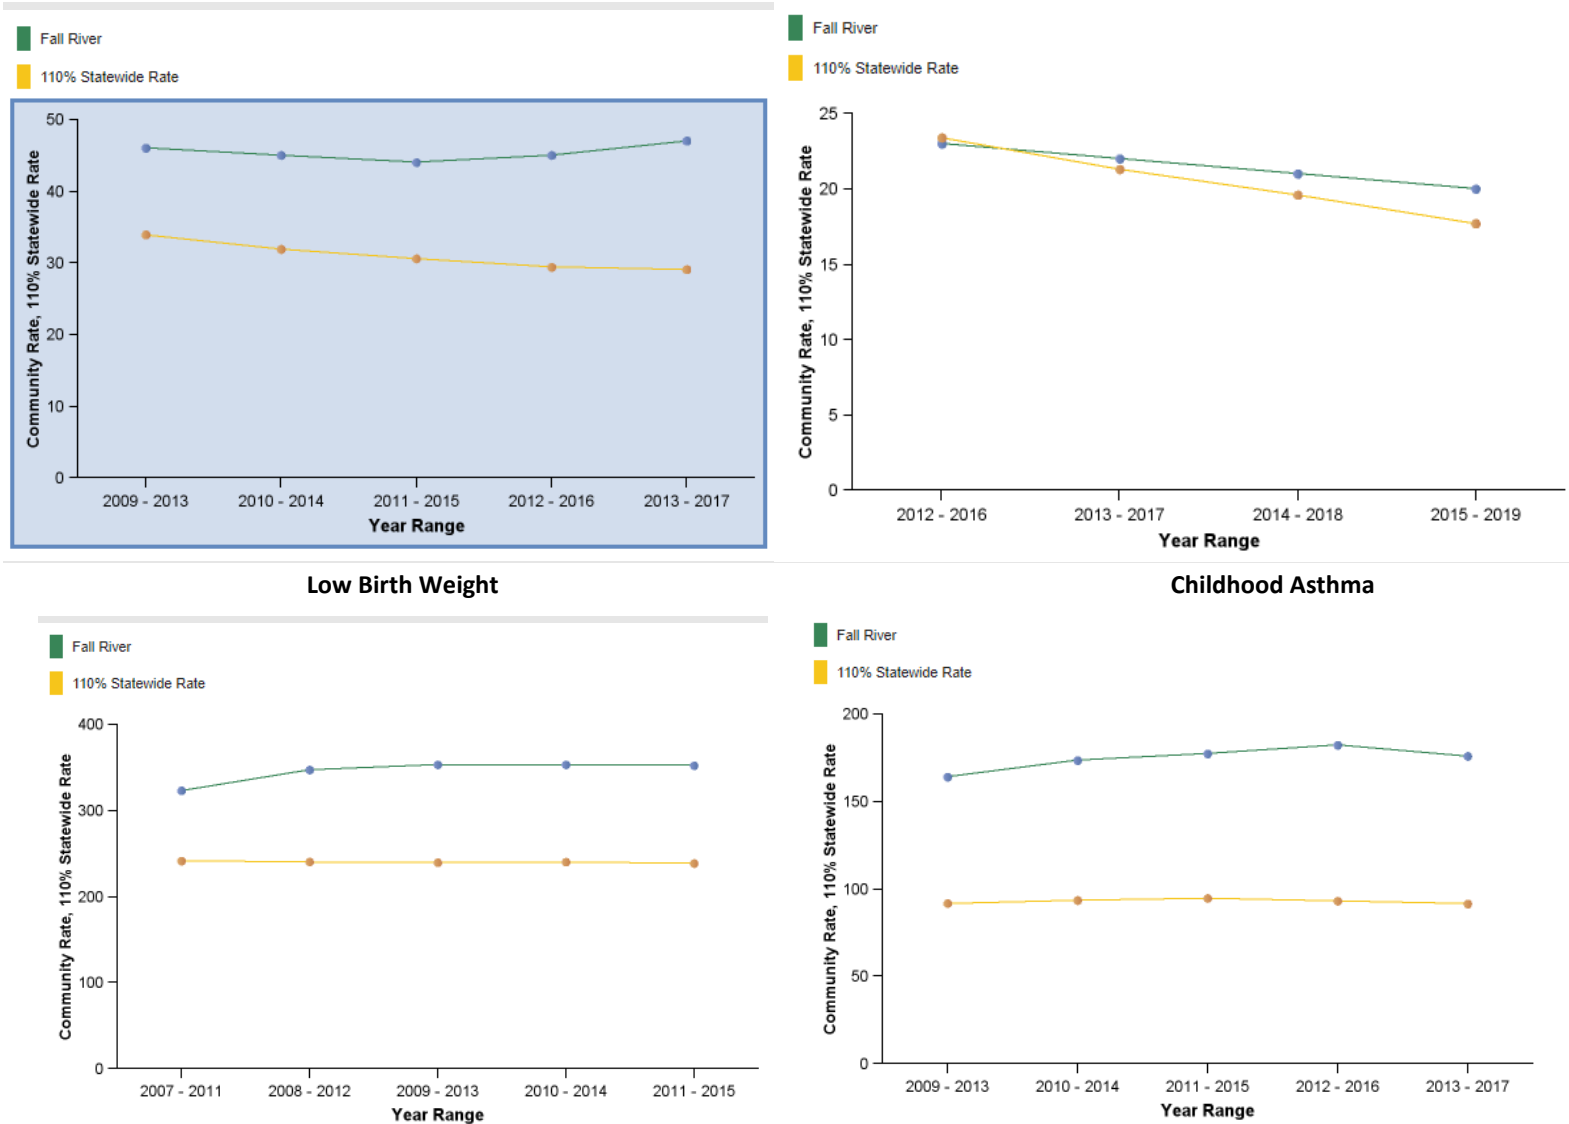 Fall River
110% Statewide Rate
50
40
30
20
10
0
Community Rate, 110% Statewide Rate
2009 - 2013
2010 - 2014
2011 - 2015
2012 - 2016
2013 - 2017
Year Range
Fall River
110% Statewide Rate
25
20
15
10
5
0
Community Rate, 110% Statewide Rate
2012 - 2016
2013 - 2017
2014 - 2018
2015 - 2019
Year Range
Low Birth Weight
Childhood Asthma
Fall River
110% Statewide Rate
400
300
200
100
0
Community Rate, 110% Statewide Rate
2007 - 2011
2008 - 2012
2009 - 2013
2010 - 2014
2011 - 2015
Year Range
Fall River
110% Statewide Rate
200
150
100
50
0
Community Rate, 110% Statewide Rate
2009 - 2013
2010 - 2014
2011 - 2015
2012 - 2016
2013 - 2017
Year Range